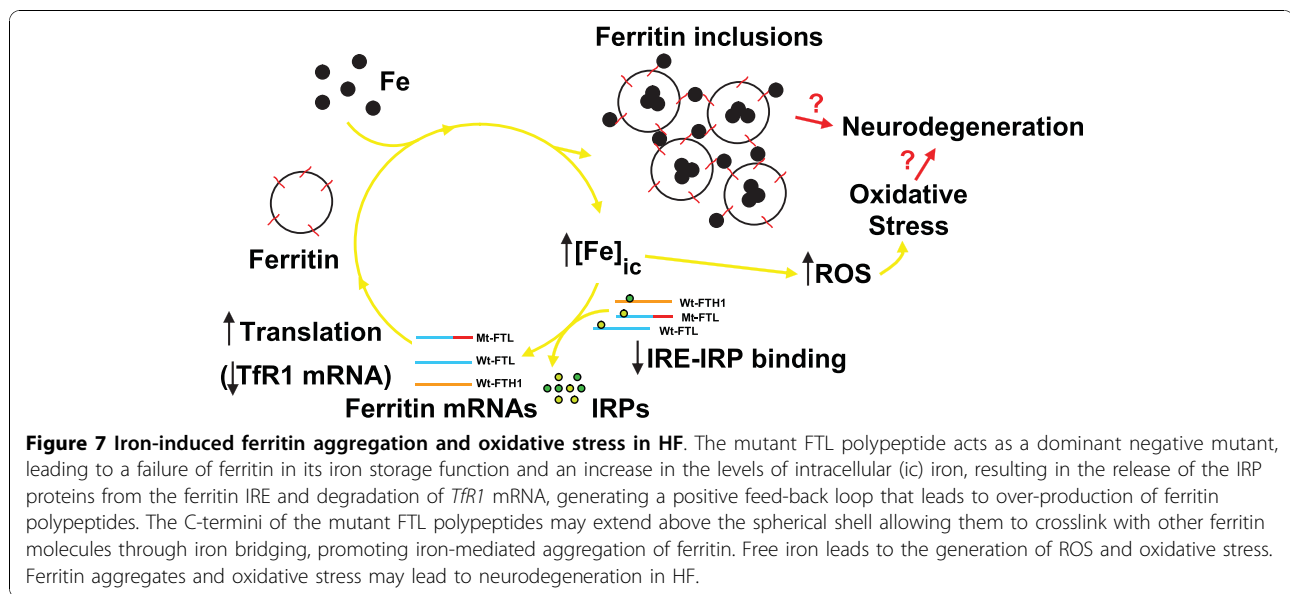 Ferritin inclusions
Fe
?
Neurodegeneration
?
Oxidative
Stress
Ferritin
↑[Fe]ic
↑ROS
Wt-FTH1
Mt-FTL
Wt-FTL
↑Translation
(↓TfR1 mRNA)
Mt-FTL
Wt-FTL
Wt-FTH1
↓IRE-IRP binding
Ferritin mRNAs
IRPs
Figure 7 Iron-induced ferritin aggregation and oxidative stress in HF. The mutant FTL polypeptide acts as a dominant negative mutant,
leading to a failure of ferritin in its iron storage function and an increase in the levels of intracellular (ic) iron, resulting in the release of the IRP
proteins from the ferritin IRE and degradation of TfR1 mRNA, generating a positive feed-back loop that leads to over-production of ferritin
polypeptides. The C-termini of the mutant FTL polypeptides may extend above the spherical shell allowing them to crosslink with other ferritin
molecules through iron bridging, promoting iron-mediated aggregation of ferritin. Free iron leads to the generation of ROS and oxidative stress.
Ferritin aggregates and oxidative stress may lead to neurodegeneration in HF.